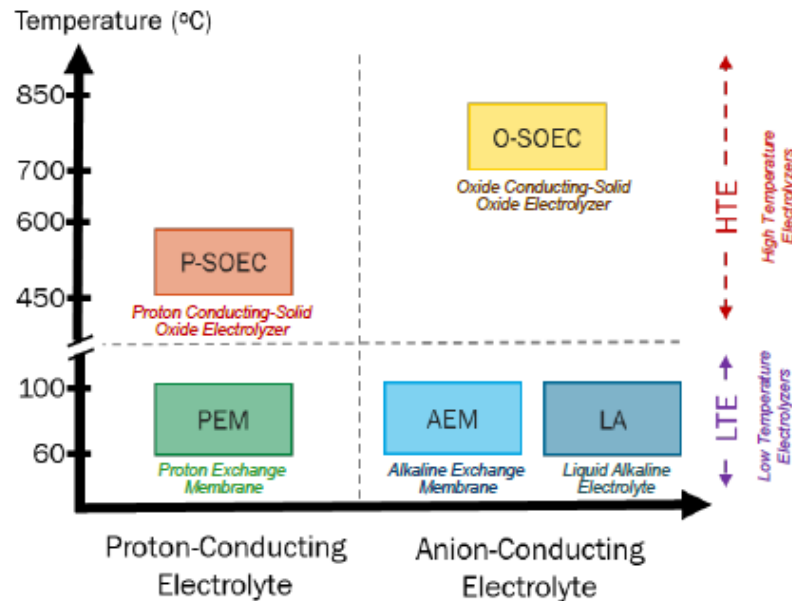 Temperature (ºC)
850
700
600
450
100
60
O-SOEC
Oxide Conducting-Solid
Oxide Electrolyzer
P-SOEC
Proton Conducting-Solid
Oxide Electrolyzer
PEM
Proton Exchange
Membrane
AEM
Alkaline Exchange
Membrane
LA
Liquid Alkaline
Electrolyte
HTE
High Temperature
Electrolyzers
LTE
Low Temperature
Electrolyzers
Proton-Conducting
Electrolyte
Anion-Conducting
Electrolyte